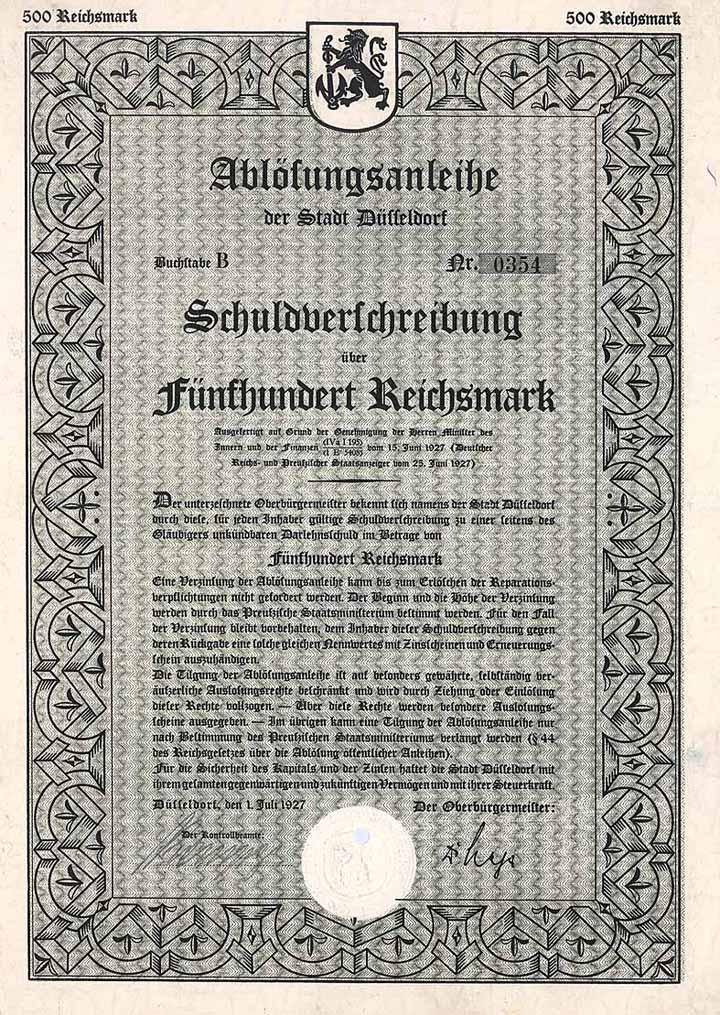 500 Reichsmark
500 Reichsmark
Ablösungsanleihe
der Stadt Düsseldorf
Buchstabe B
Nr. 0354
Schuldverschreibung
über
Fünfhundert Reichsmark
Ausgefertigt auf Grund der Genehmigung der Herren Minister des
Innern und der Finanzen (IVa I 195) (I E 5408) vom 15. Juni 1927 (Deutscher
Reichs- und Preußischer Staatsanzeiger vom 25. Juni 1927)
Der unterzeichnete Oberbürgermeister bekennt sich namens der Stadt Düsseldorf
durch diese, für jeden Inhaber gültige Schuldverschreibung zu einer seitens des
Gläubigers unkündbaren Darlehnsschuld im Betrage von
Fünfhundert Reichsmark
Eine Verzinsung der Ablösungsanleihe kann bis zum Erlöschen der Reparations-
verpflichtungen nicht gefordert werden. Der Beginn und die Höhe der Verzinsung
werden durch das Preußische Staatsministerium bestimmt werden. Für den Fall
der Verzinsung bleibt vorbehalten, dem Inhaber dieser Schuldverschreibung gegen
deren Rückgabe eine solche gleichen Nennwertes mit Zinsscheinen und Erneuerungs-
schein auszuhändigen.
Die Tilgung der Ablösungsanleihe ist auf besonders gewährte, selbständig ver-
äußerliche Auslosungsrechte beschränkt und wird durch Ziehung oder Einlösung
dieser Rechte vollzogen. — Über diese Rechte werden besondere Auslosungs-
scheine ausgegeben. — Im übrigen kann eine Tilgung der Ablösungsanleihe nur
nach Bestimmung des Preußischen Staatsministeriums verlangt werden (§ 44
des Reichsgesetzes über die Ablösung öffentlicher Anleihen).
Für die Sicherheit des Kapitals und der Zinsen haftet die Stadt Düsseldorf mit
ihrem gesamten gegenwärtigen und zukünftigen Vermögen und mit ihrer Steuerkraft.
Düsseldorf, den 1. Juli 1927
Der Oberbürgermeister:
Der Kontrollbeamte: